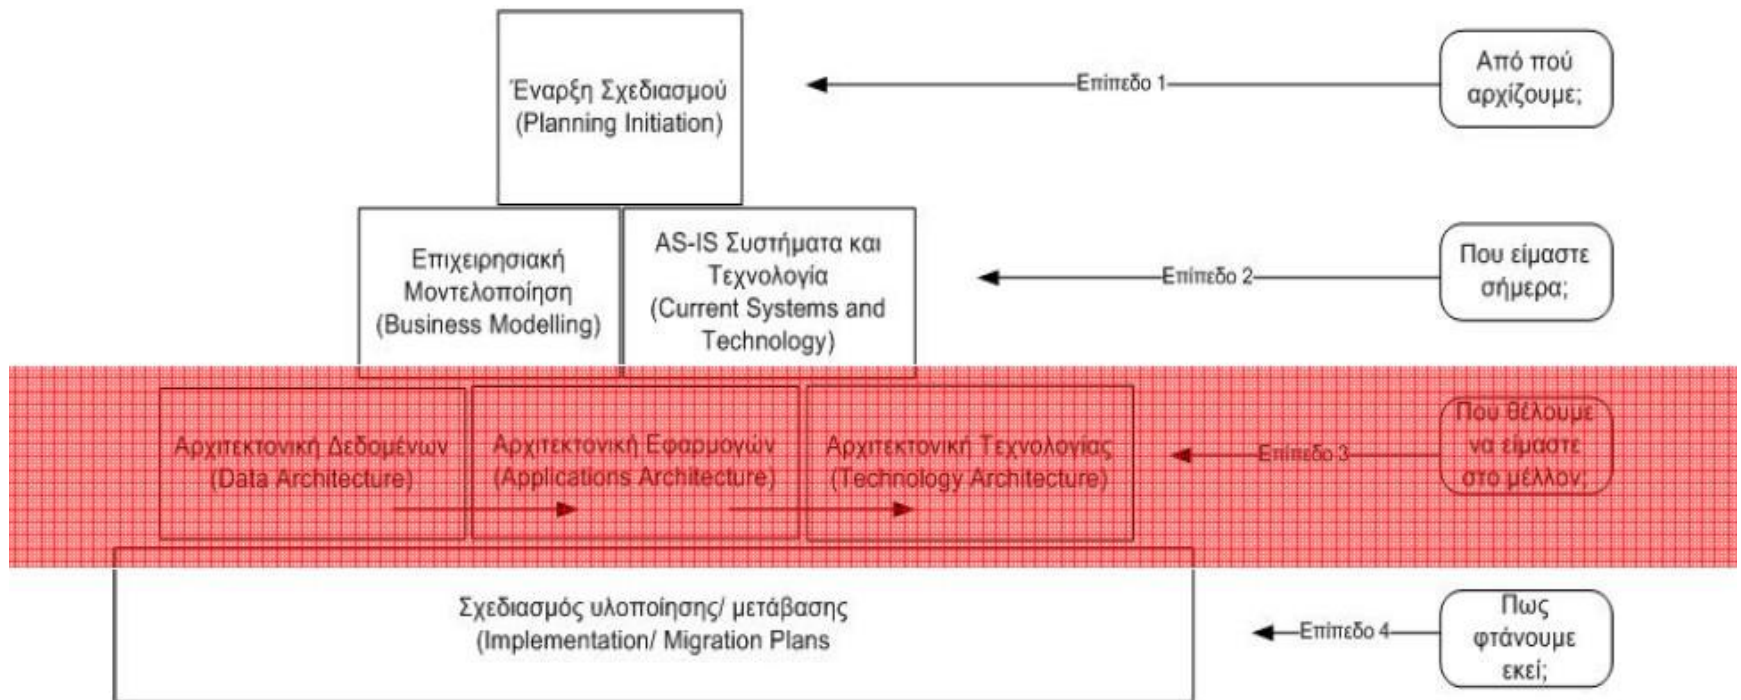 Έναρξη Σχεδιασμού
(Planning Initiation)
Επίπεδο 1
Από πού
αρχίζουμε;
Επιχειρησιακή
Μοντελοποίηση
(Business Modelling)
AS-IS Συστήματα και
Τεχνολογία
(Current Systems and
Technology)
Επίπεδο 2
Που είμαστε
σήμερα;
Αρχιτεκτονική Δεδομένων
(Data Architecture)
Αρχιτεκτονική Εφαρμογών
(Applications Architecture)
Αρχιτεκτονική Τεχνολογίας
(Technology Architecture)
Επίπεδο 3
Που θέλουμε
να είμαστε
στο μέλλον;
Σχεδιασμός υλοποίησης/ μετάβασης
(Implementation/ Migration Plans
Επίπεδο 4
Πως
φτάνουμε
εκεί;